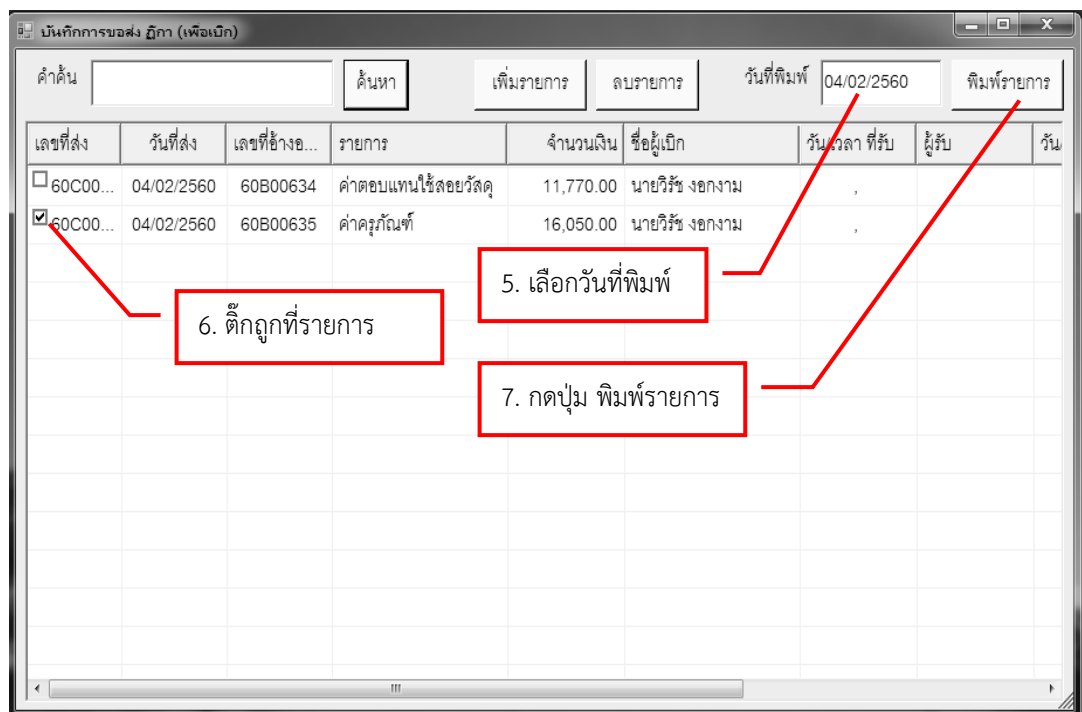 บันทึกการขอส่ง ฎีกา (เพื่อเบิก)
คำค้น ค้นหา เพิ่มรายการ ลบรายการ วันที่พิมพ์ 04/02/2560 พิมพ์รายการ
เลขที่ส่ง วันที่ส่ง เลขที่อ้างอ... รายการ จำนวนเงิน ชื่อผู้เบิก วัน/เวลา ที่รับ ผู้รับ วัน/
60C00... 04/02/2560 60B00634 ค่าตอบแทนใช้สอยวัสดุ 11,770.00 นายวิรัช งอกงาม ,
60C00... 04/02/2560 60B00635 ค่าครุภัณฑ์ 16,050.00 นายวิรัช งอกงาม ,
5. เลือกวันที่พิมพ์
6. ติ๊กถูกที่รายการ
7. กดปุ่ม พิมพ์รายการ